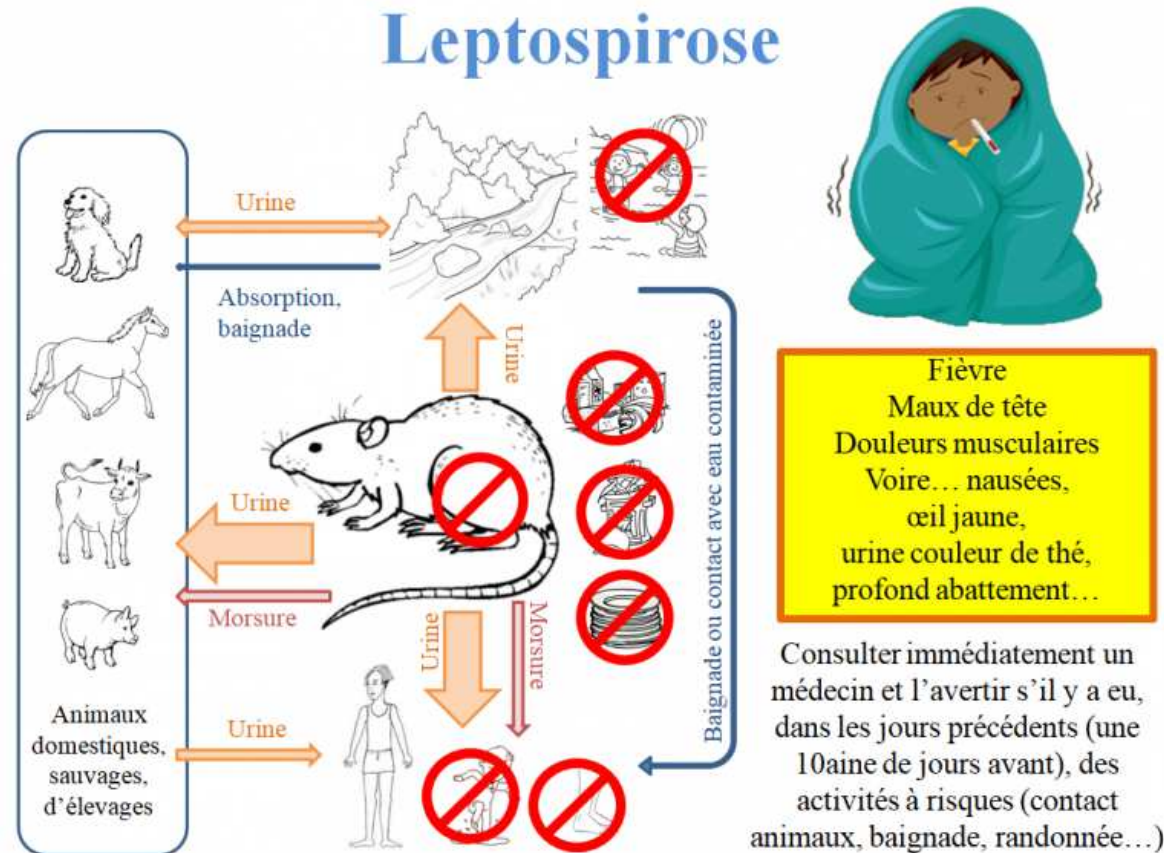 Leptospirose
Urine
Absorption,
baignade
Urine
Baignade ou contact avec eau contaminée
Urine
Morsure
Urine
Morsure
Animaux
domestiques,
sauvages,
d'élevages
Urine
Fièvre
Maux de tête
Douleurs musculaires
Voire… nausées,
œil jaune,
urine couleur de thé,
profond abattement…
Consulter immédiatement un
médecin et l'avertir s'il y a eu,
dans les jours précédents (une
10aine de jours avant), des
activités à risques (contact
animaux, baignade, randonnée…)